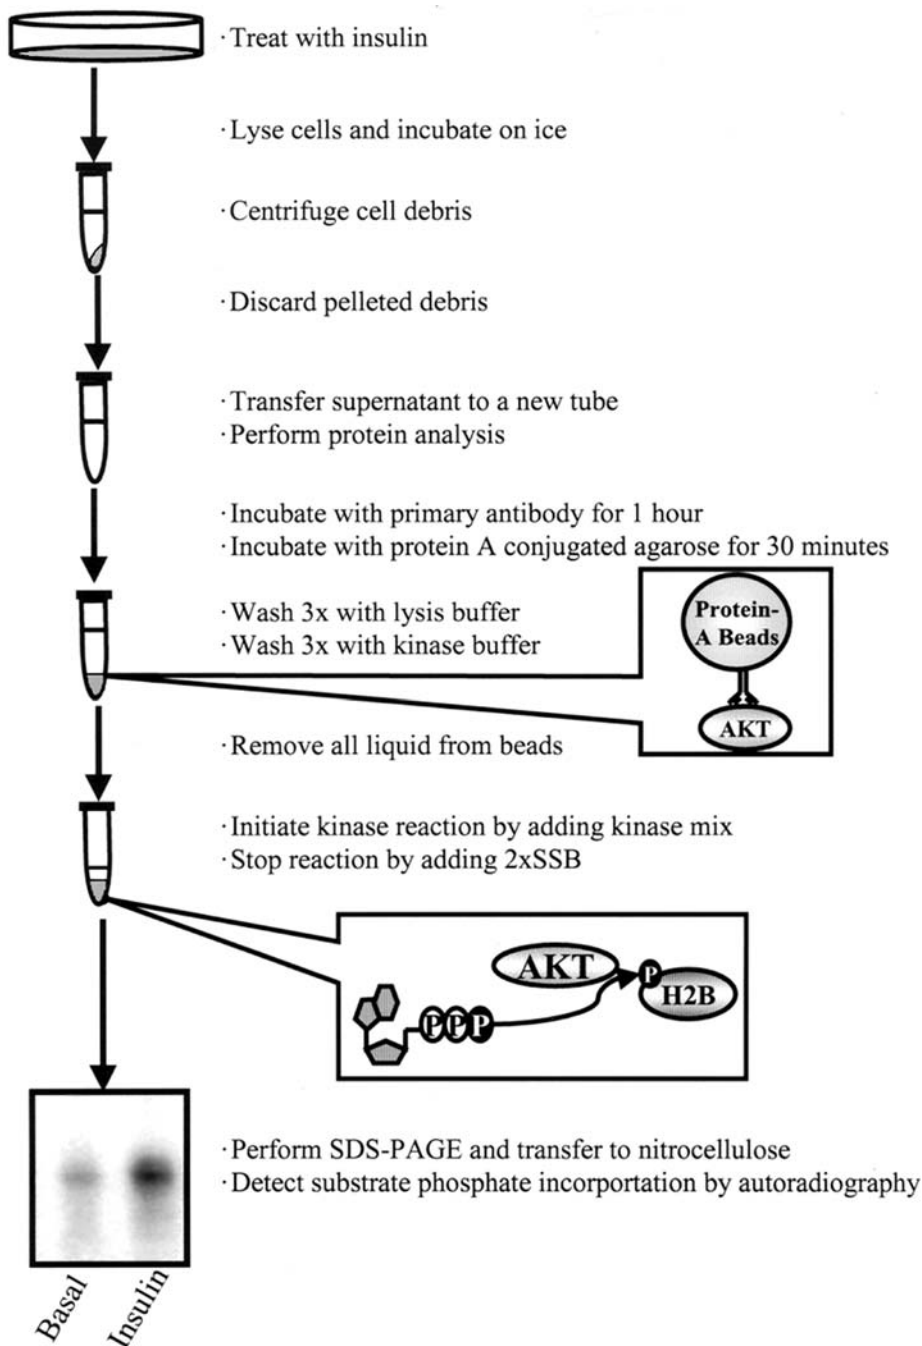 ·Treat with insulin
·Lyse cells and incubate on ice
·Centrifuge cell debris
·Discard pelleted debris
·Transfer supernatant to a new tube
·Perform protein analysis
·Incubate with primary antibody for 1 hour
·Incubate with protein A conjugated agarose for 30 minutes
·Wash 3x with lysis buffer
·Wash 3x with kinase buffer
Protein-
A Beads
AKT
·Remove all liquid from beads
·Initiate kinase reaction by adding kinase mix
·Stop reaction by adding 2xSSB
AKT
P
H2B
P P P
·Perform SDS-PAGE and transfer to nitrocellulose
·Detect substrate phosphate incorportation by autoradiography
Basal
Insulin